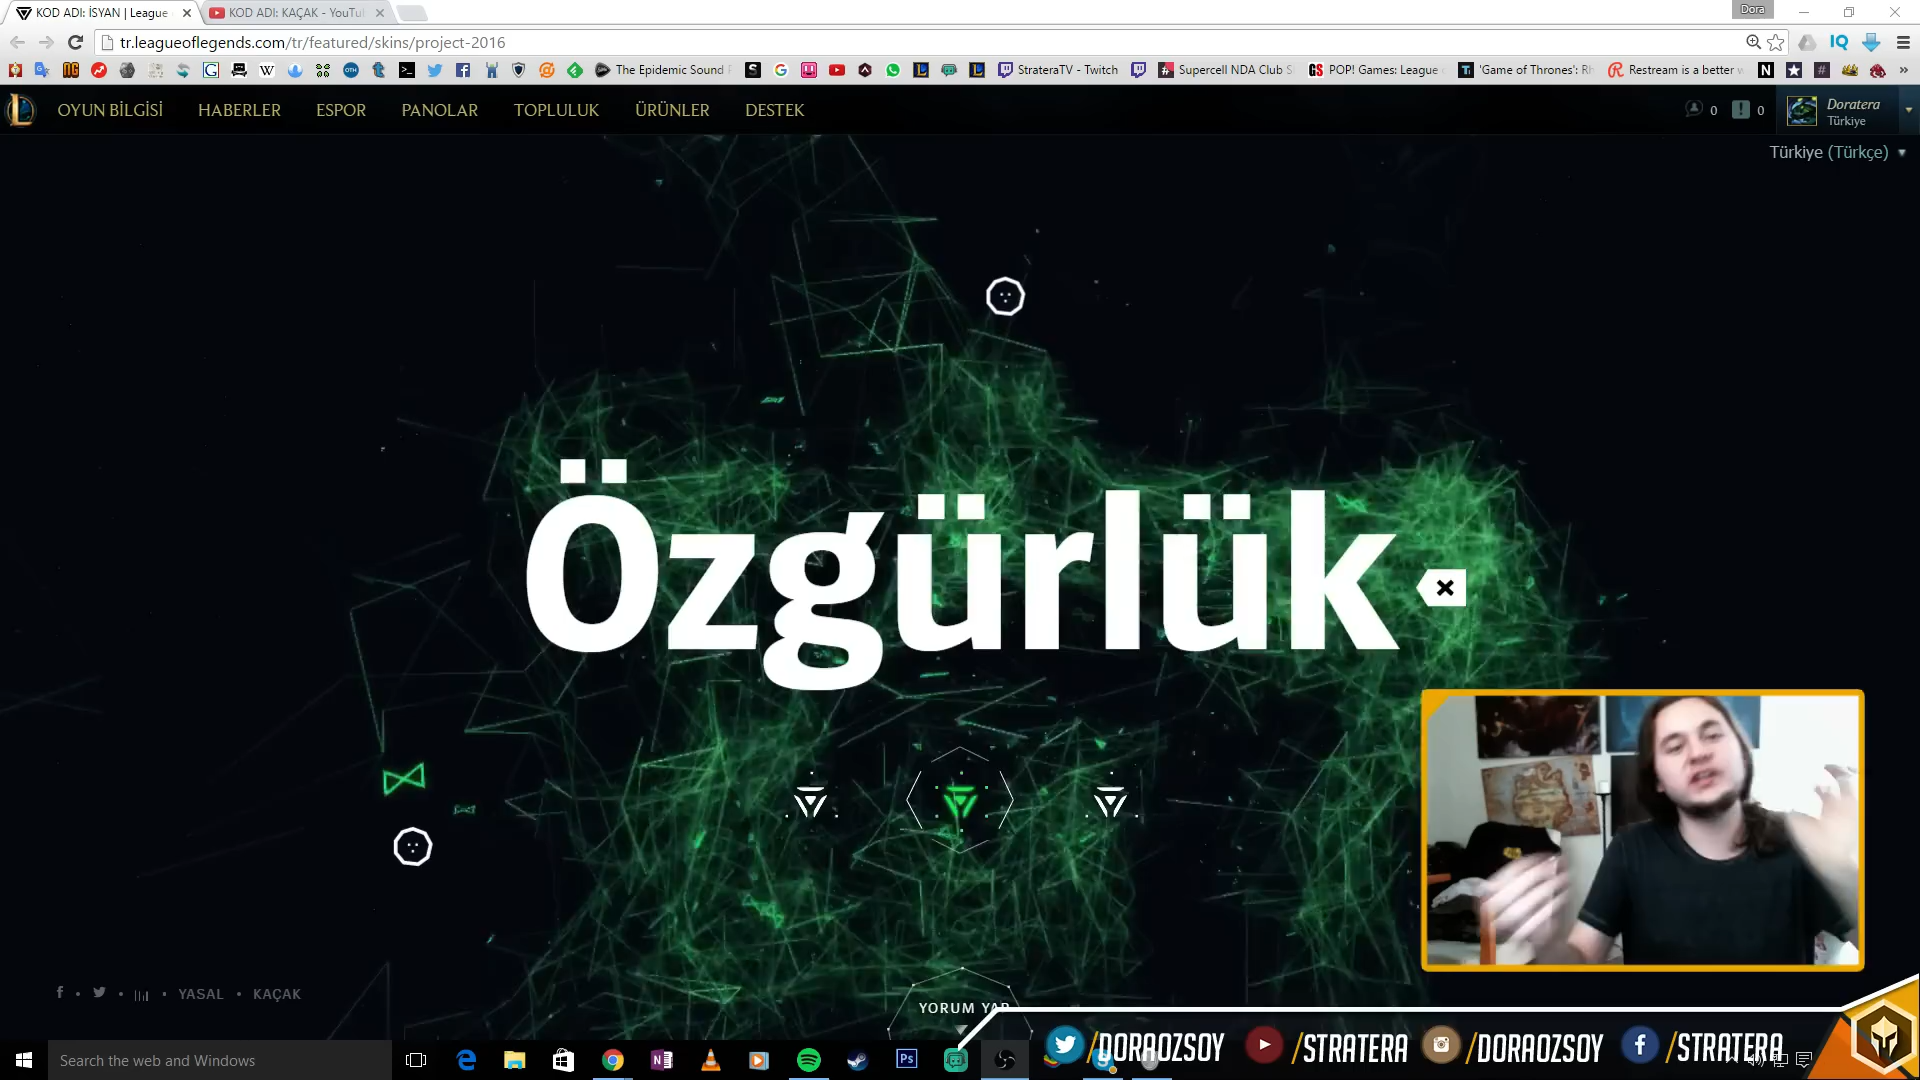 KOD ADI: İSYAN | League
KOD ADI: KAÇAK - YouTu
Dora
tr.leagueoflegends.com/tr/featured/skins/project-2016
The Epidemic Sound
StrateraTV - Twitch
Supercell NDA Club S
POP! Games: League
'Game of Thrones': Rh
Restream is a better
OYUN BİLGİSİ HABERLER ESPOR PANOLAR TOPLULUK ÜRÜNLER DESTEK
0 0
Doratera
Türkiye
Türkiye (Türkçe)
Özgürlük
YASAL • KAÇAK
YORUM YAP
Search the web and Windows
/DORAOZSOY /STRATERA /DORAOZSOY /STRATERA